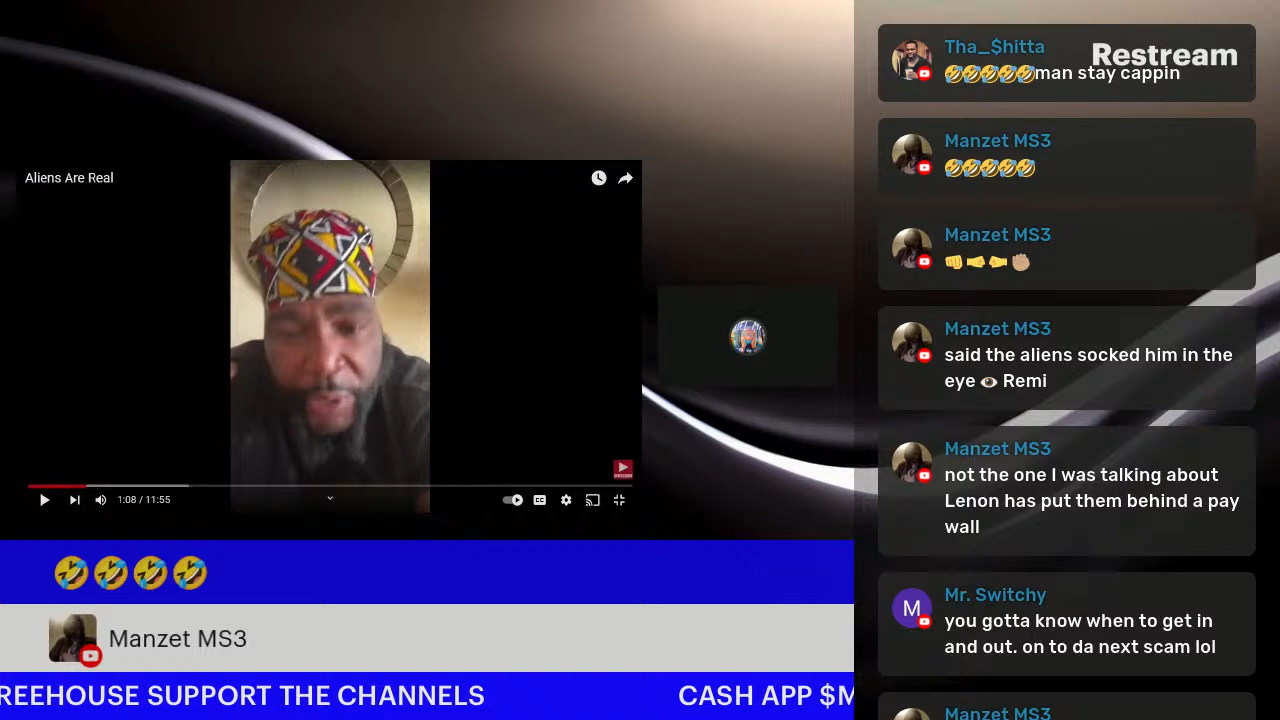 Aliens Are Real
1:08 / 11:55
CC
SUBSCRIBE
🤣🤣🤣🤣
Manzet MS3
REEHOUSE SUPPORT THE CHANNELS
CASH APP $M
Restream
Tha_$hitta
🤣🤣🤣🤣🤣man stay cappin
Manzet MS3
🤣🤣🤣🤣🤣
Manzet MS3
👊🤜🤛✊🏽
Manzet MS3
said the aliens socked him in the
eye 👁 Remi
Manzet MS3
not the one I was talking about
Lenon has put them behind a pay
wall
M
Mr. Switchy
you gotta know when to get in
and out. on to da next scam lol
Manzet MS3